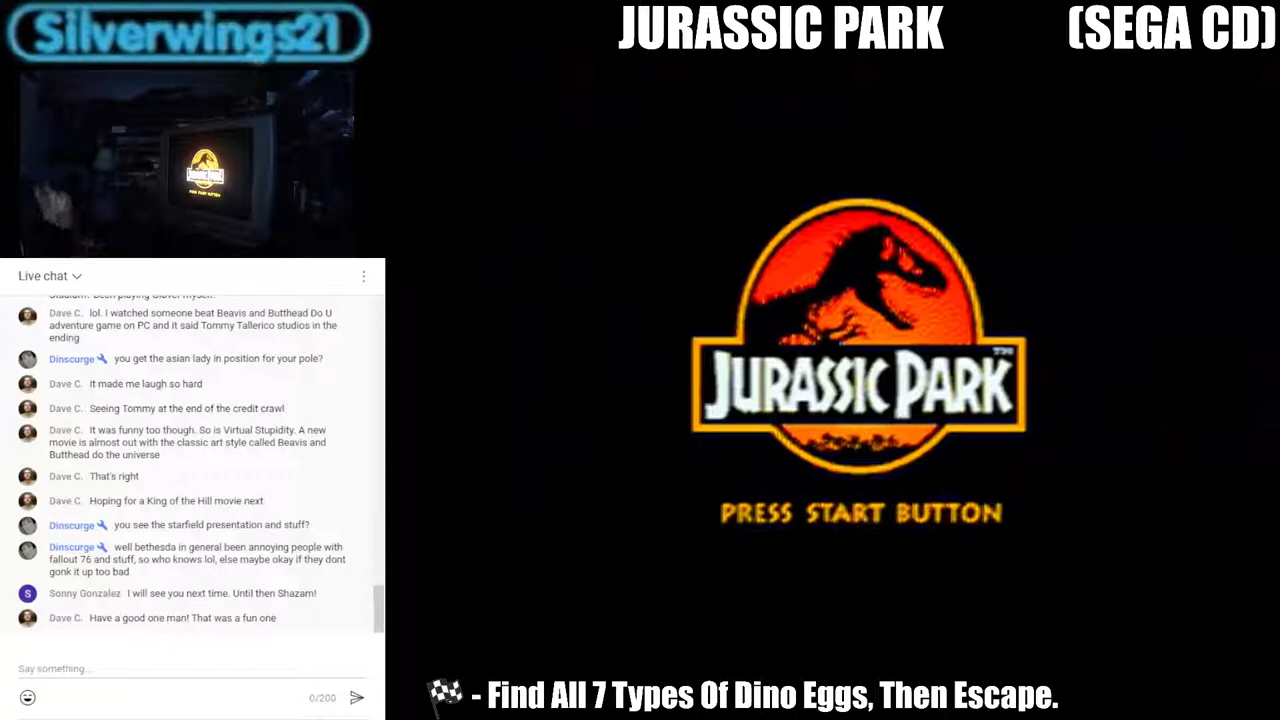 Silverwings21
JURASSIC PARK (SEGA CD)
Live chat
Dave C. lol. I watched someone beat Beavis and Butthead Do U
adventure game on PC and it said Tommy Tallerico studios in the
ending
Dinscurge you get the asian lady in position for your pole?
Dave C. It made me laugh so hard
Dave C. Seeing Tommy at the end of the credit crawl
Dave C. It was funny too though. So is Virtual Stupidity. A new
movie is almost out with the classic art style called Beavis and
Butthead do the universe
Dave C. That's right
Dave C. Hoping for a King of the Hill movie next
Dinscurge you see the starfield presentation and stuff?
Dinscurge well bethesda in general been annoying people with
fallout 76 and stuff, so who knows lol, else maybe okay if they dont
gonk it up too bad
S Sonny Gonzalez I will see you next time. Until then Shazam!
Dave C. Have a good one man! That was a fun one
Say something...
0/200
JURASSIC PARK
TM
PRESS START BUTTON
- Find All 7 Types Of Dino Eggs, Then Escape.